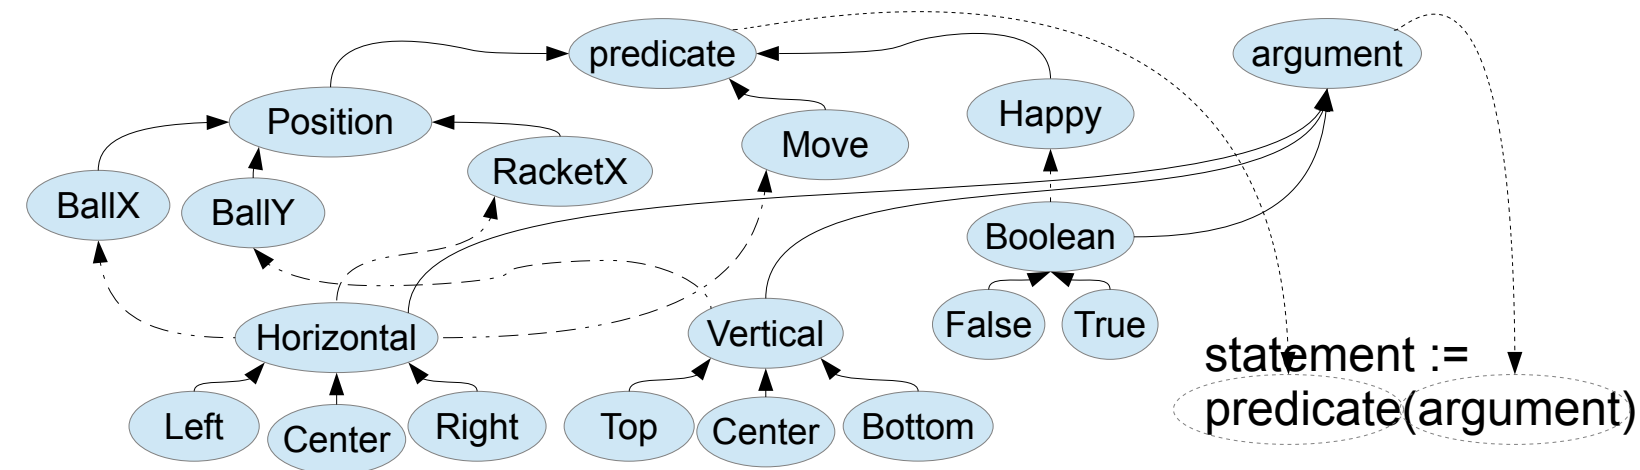 predicate
argument
Position
Happy
Move
RacketX
BallX
BallY
Boolean
False
True
Horizontal
Vertical
Left
Center
Right
Top
Center
Bottom
statement :=
predicate(argument)